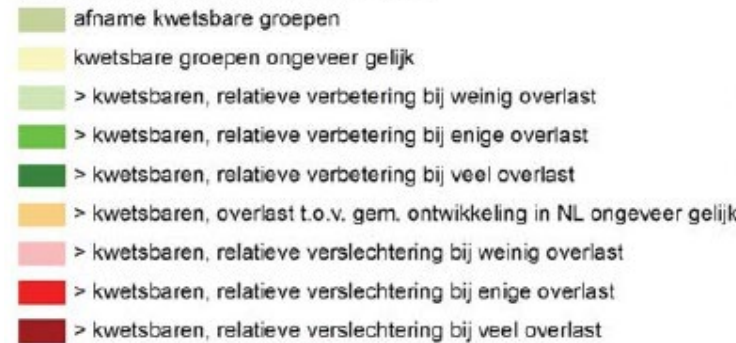 afname kwetsbare groepen
kwetsbare groepen ongeveer gelijk
> kwetsbaren, relatieve verbetering bij weinig overlast
> kwetsbaren, relatieve verbetering bij enige overlast
> kwetsbaren, relatieve verbetering bij veel overlast
> kwetsbaren, overlast t.o.v. gem. ontwikkeling in NL ongeveer gelijk
> kwetsbaren, relatieve verslechtering bij weinig overlast
> kwetsbaren, relatieve verslechtering bij enige overlast
> kwetsbaren, relatieve verslechtering bij veel overlast